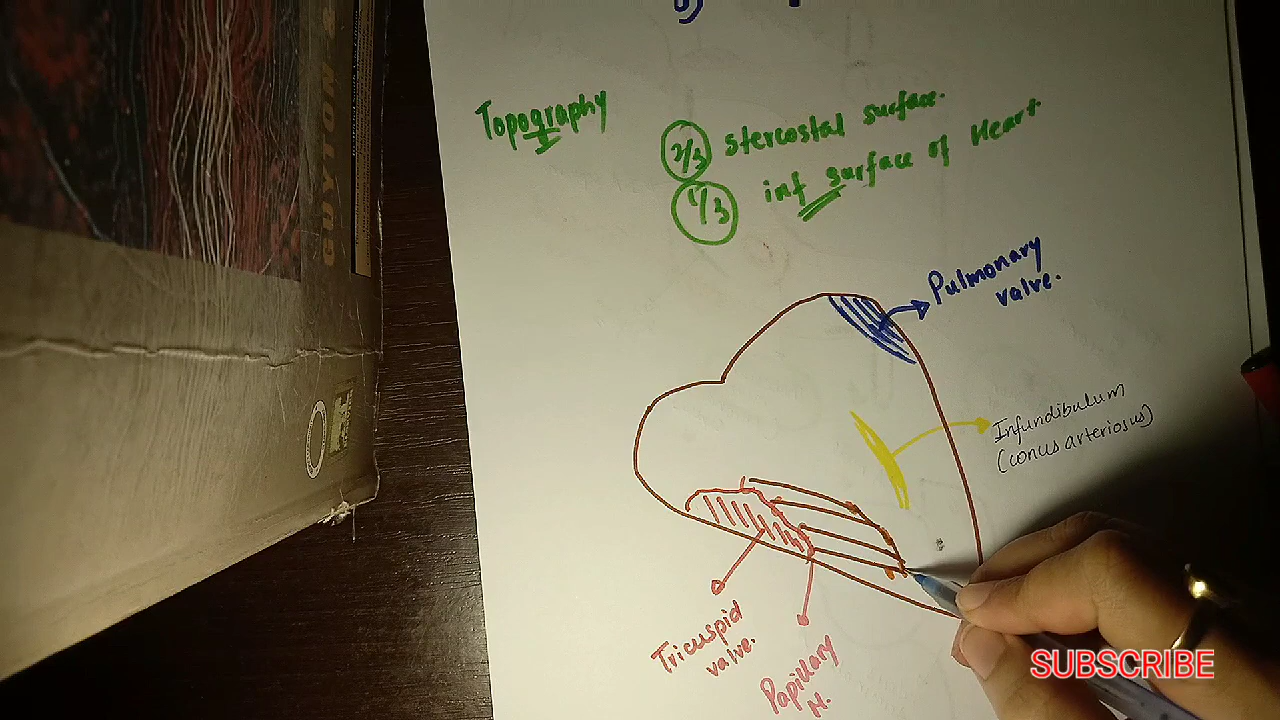 Topography
2/3 stercostal surface.
1/3 inf surface of Heart.
Pulmonary
valve.
Infundibulum
(conus arteriosus)
Tricuspid
valve.
Papillary
M.
GUYTON &
SUBSCRIBE